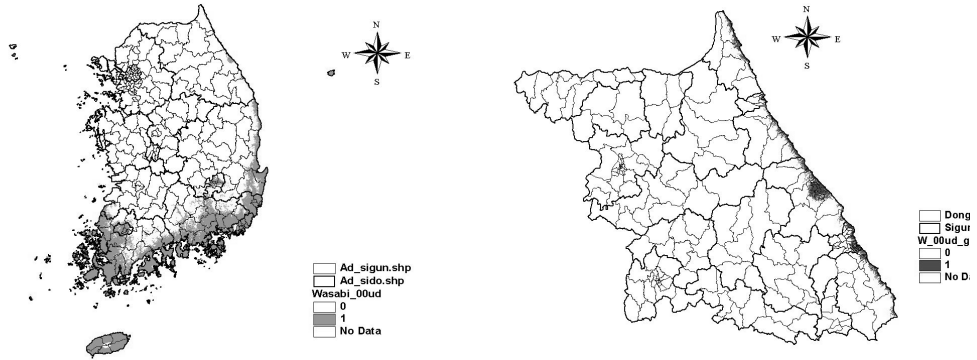 N
W E
S
Ad_sigun.shp
Ad_sido.shp
Wasabi_00ud
0
1
No Data
N
W E
S
Dong
Sigun
W_00ud_g
0
1
No Da